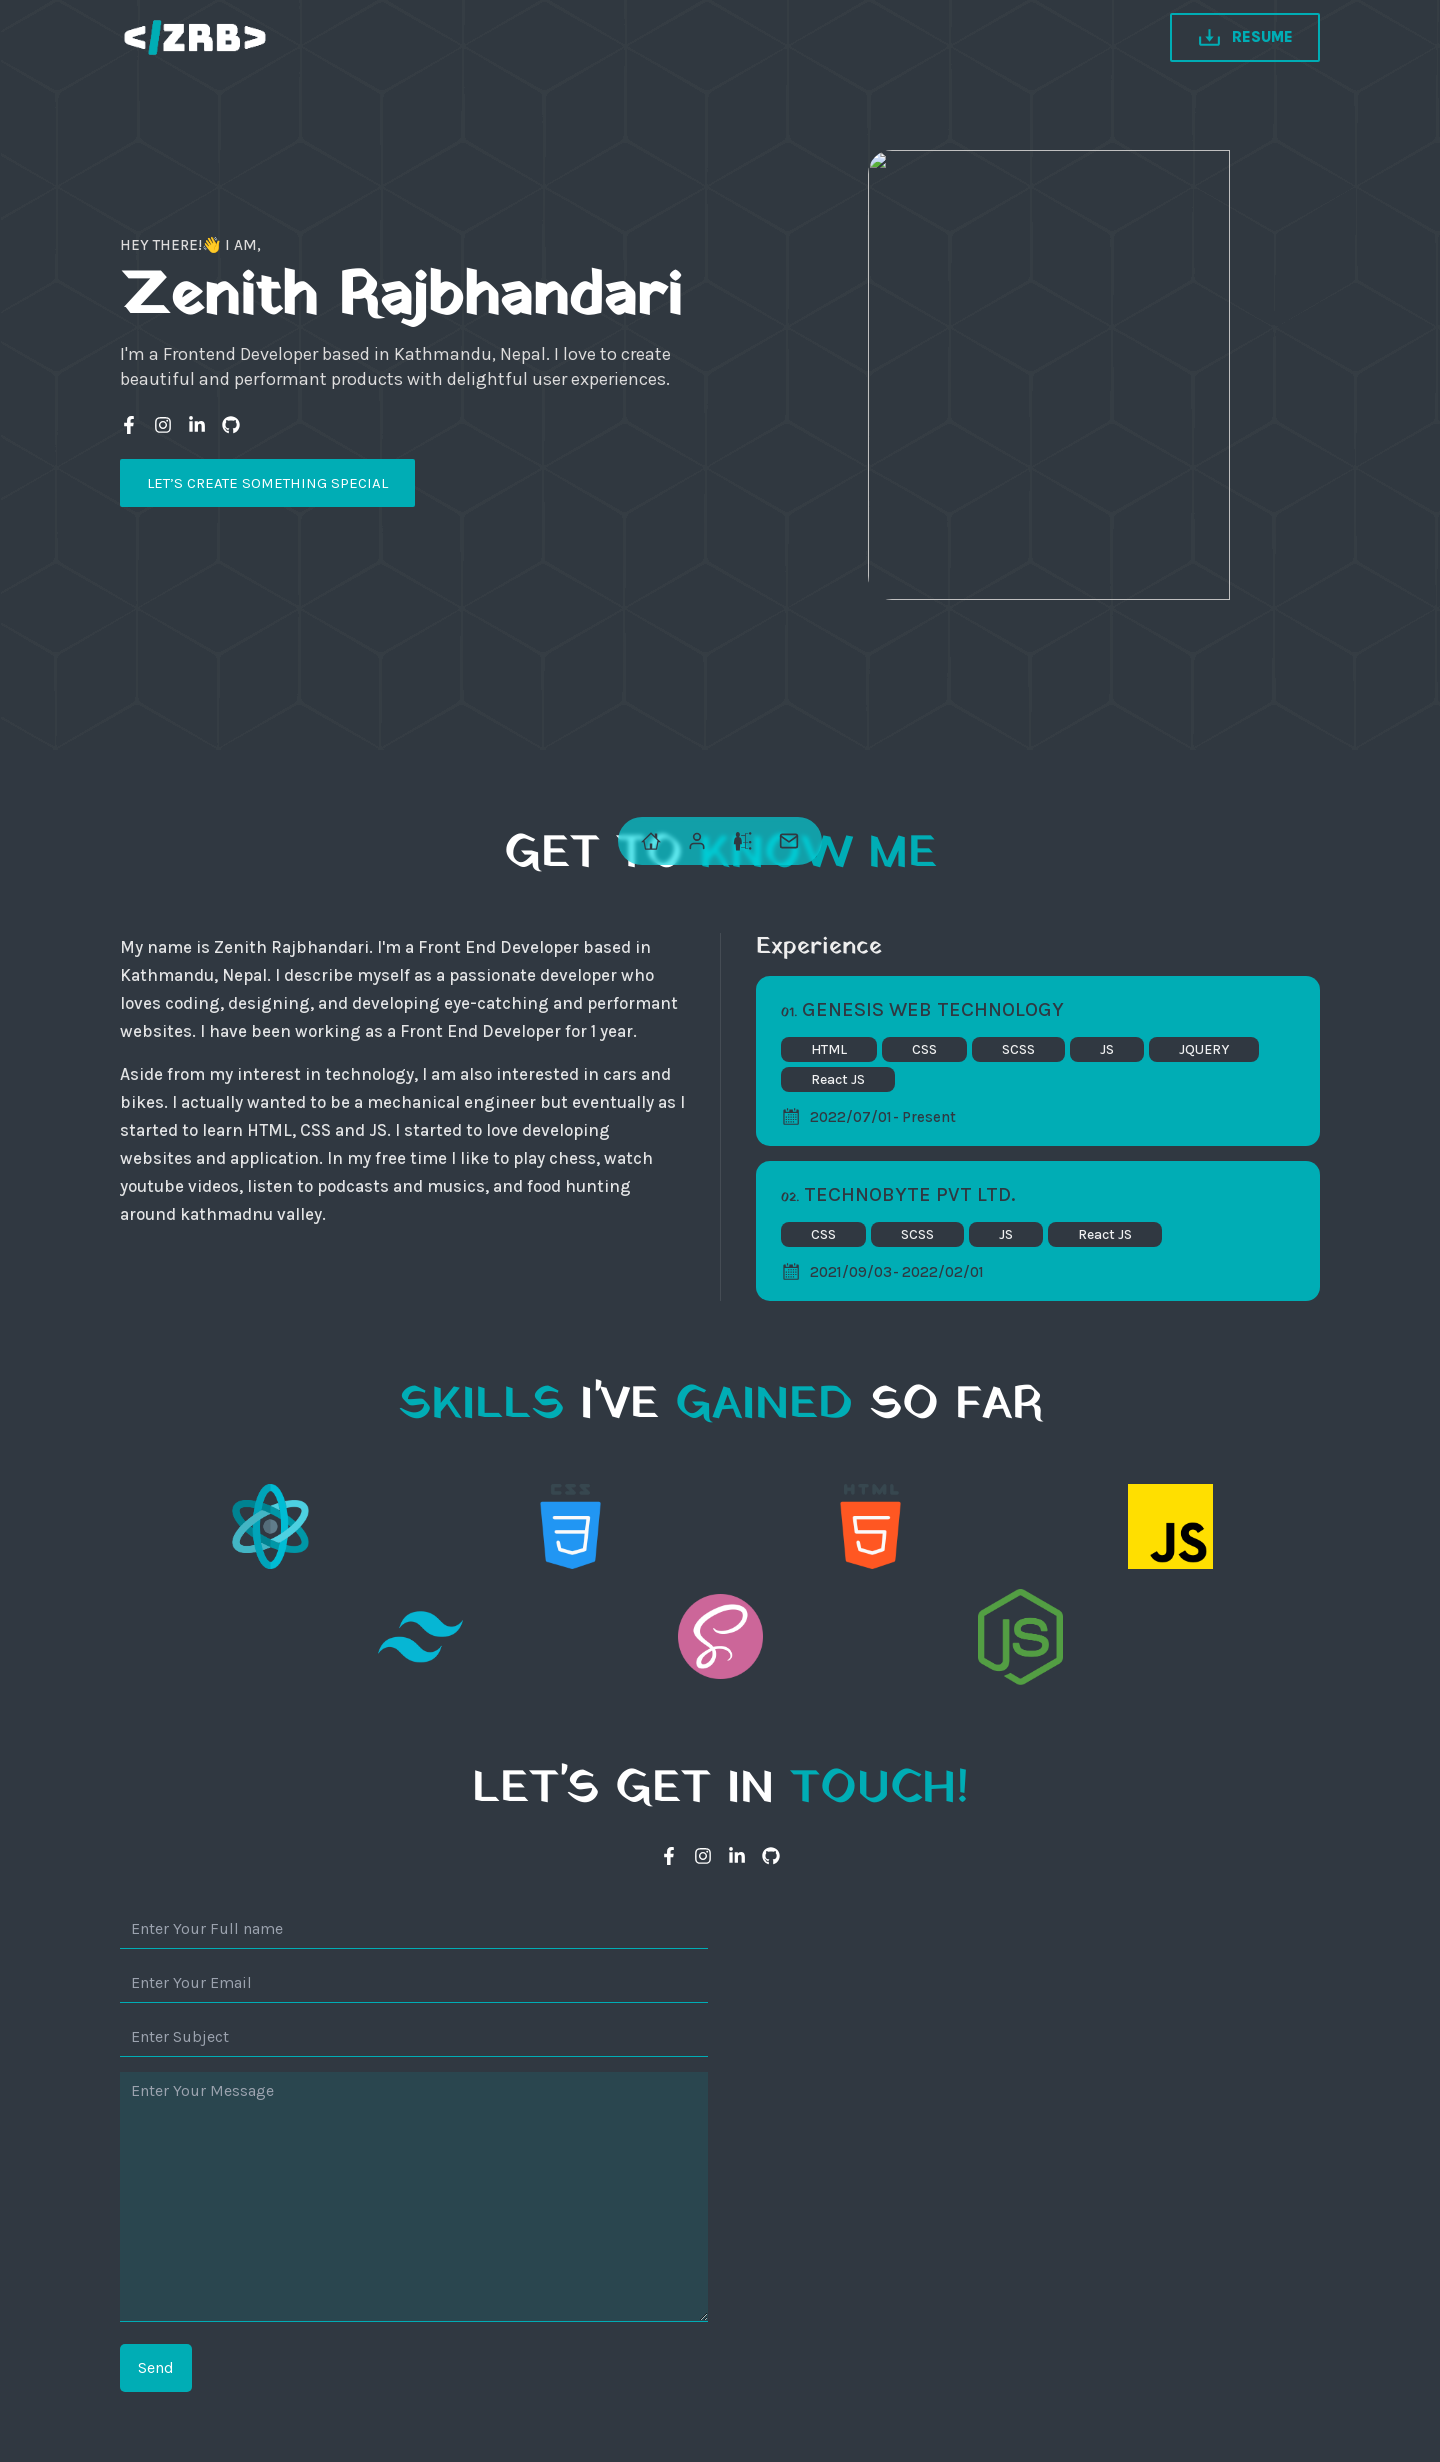 </ZRB>
RESUME
HEY THERE!👋 I AM,
Zenith Rajbhandari
I'm a Frontend Developer based in Kathmandu, Nepal. I love to create
beautiful and performant products with delightful user experiences.
LET'S CREATE SOMETHING SPECIAL
GET TO KNOW ME
My name is Zenith Rajbhandari. I'm a Front End Developer based in
Kathmandu, Nepal. I describe myself as a passionate developer who
loves coding, designing, and developing eye-catching and performant
websites. I have been working as a Front End Developer for 1 year.
Aside from my interest in technology, I am also interested in cars and
bikes. I actually wanted to be a mechanical engineer but eventually as I
started to learn HTML, CSS and JS. I started to love developing
websites and application. In my free time I like to play chess, watch
youtube videos, listen to podcasts and musics, and food hunting
around kathmadnu valley.
Experience
01. GENESIS WEB TECHNOLOGY
HTML CSS SCSS JS JQUERY
React JS
2022/07/01- Present
02. TECHNOBYTE PVT LTD.
CSS SCSS JS React JS
2021/09/03- 2022/02/01
SKILLS I'VE GAINED SO FAR
CSS HTML
JS
JS
LET'S GET IN TOUCH!
Enter Your Full name
Enter Your Email
Enter Subject
Enter Your Message
Send